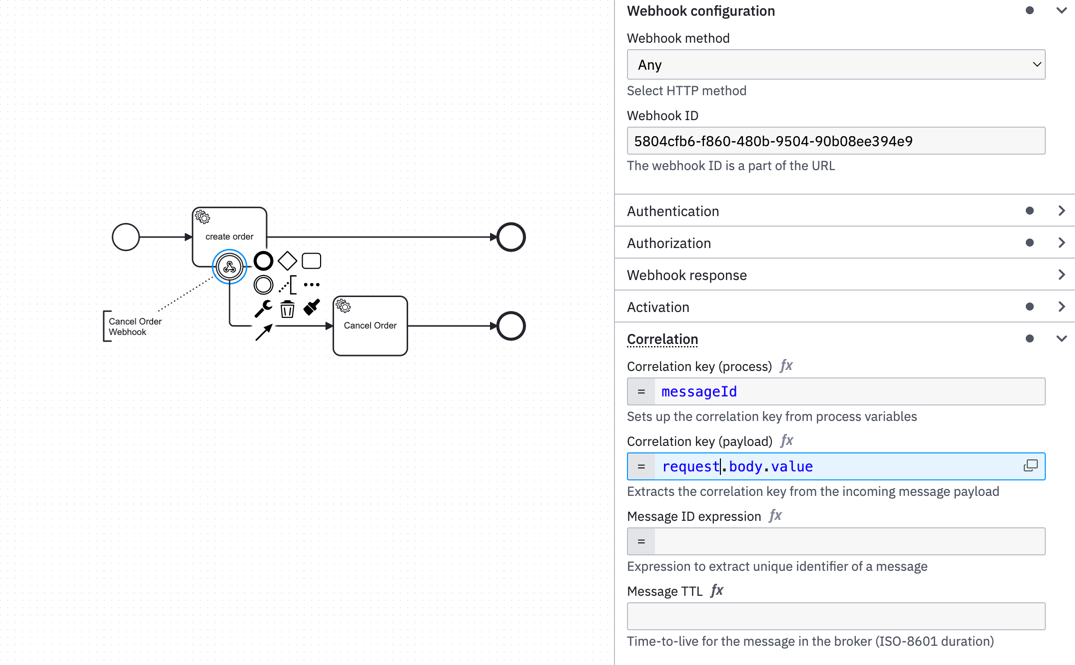 create order
Cancel Order
Webhook
Cancel Order
Webhook configuration
Webhook method
Any
Select HTTP method
Webhook ID
5804cfb6-f860-480b-9504-90b08ee394e9
The webhook ID is a part of the URL
Authentication
Authorization
Webhook response
Activation
Correlation
Correlation key (process) fx
= messageId
Sets up the correlation key from process variables
Correlation key (payload) fx
= request.body.value
Extracts the correlation key from the incoming message payload
Message ID expression fx
=
Expression to extract unique identifier of a message
Message TTL fx
Time-to-live for the message in the broker (ISO-8601 duration)